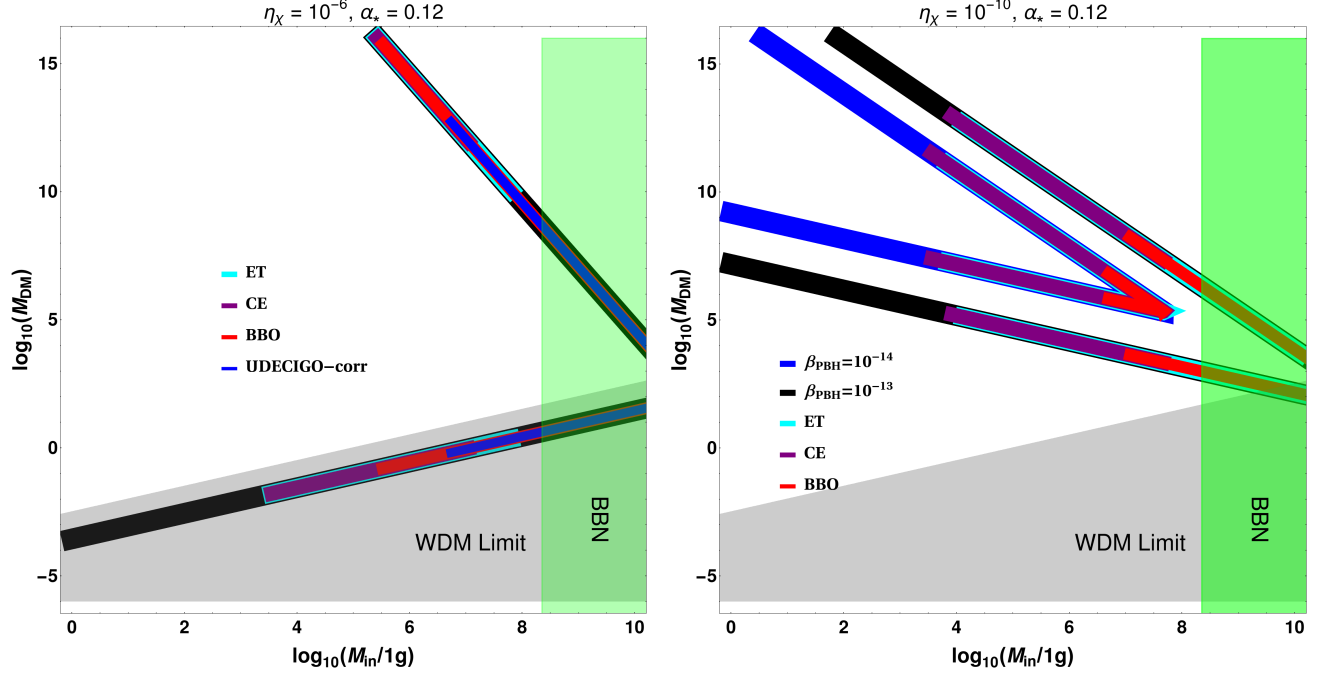 η_χ = 10⁻⁶, α_* = 0.12
15
10
5
0
−5
log₁₀(M_DM)
ET
CE
BBO
UDECIGO−corr
WDM Limit
BBN
0 2 4 6 8 10
log₁₀(M_in/1g)
η_χ = 10⁻¹⁰, α_* = 0.12
15
10
5
0
−5
log₁₀(M_DM)
β_PBH=10⁻¹⁴
β_PBH=10⁻¹³
ET
CE
BBO
WDM Limit
BBN
0 2 4 6 8 10
log₁₀(M_in/1g)